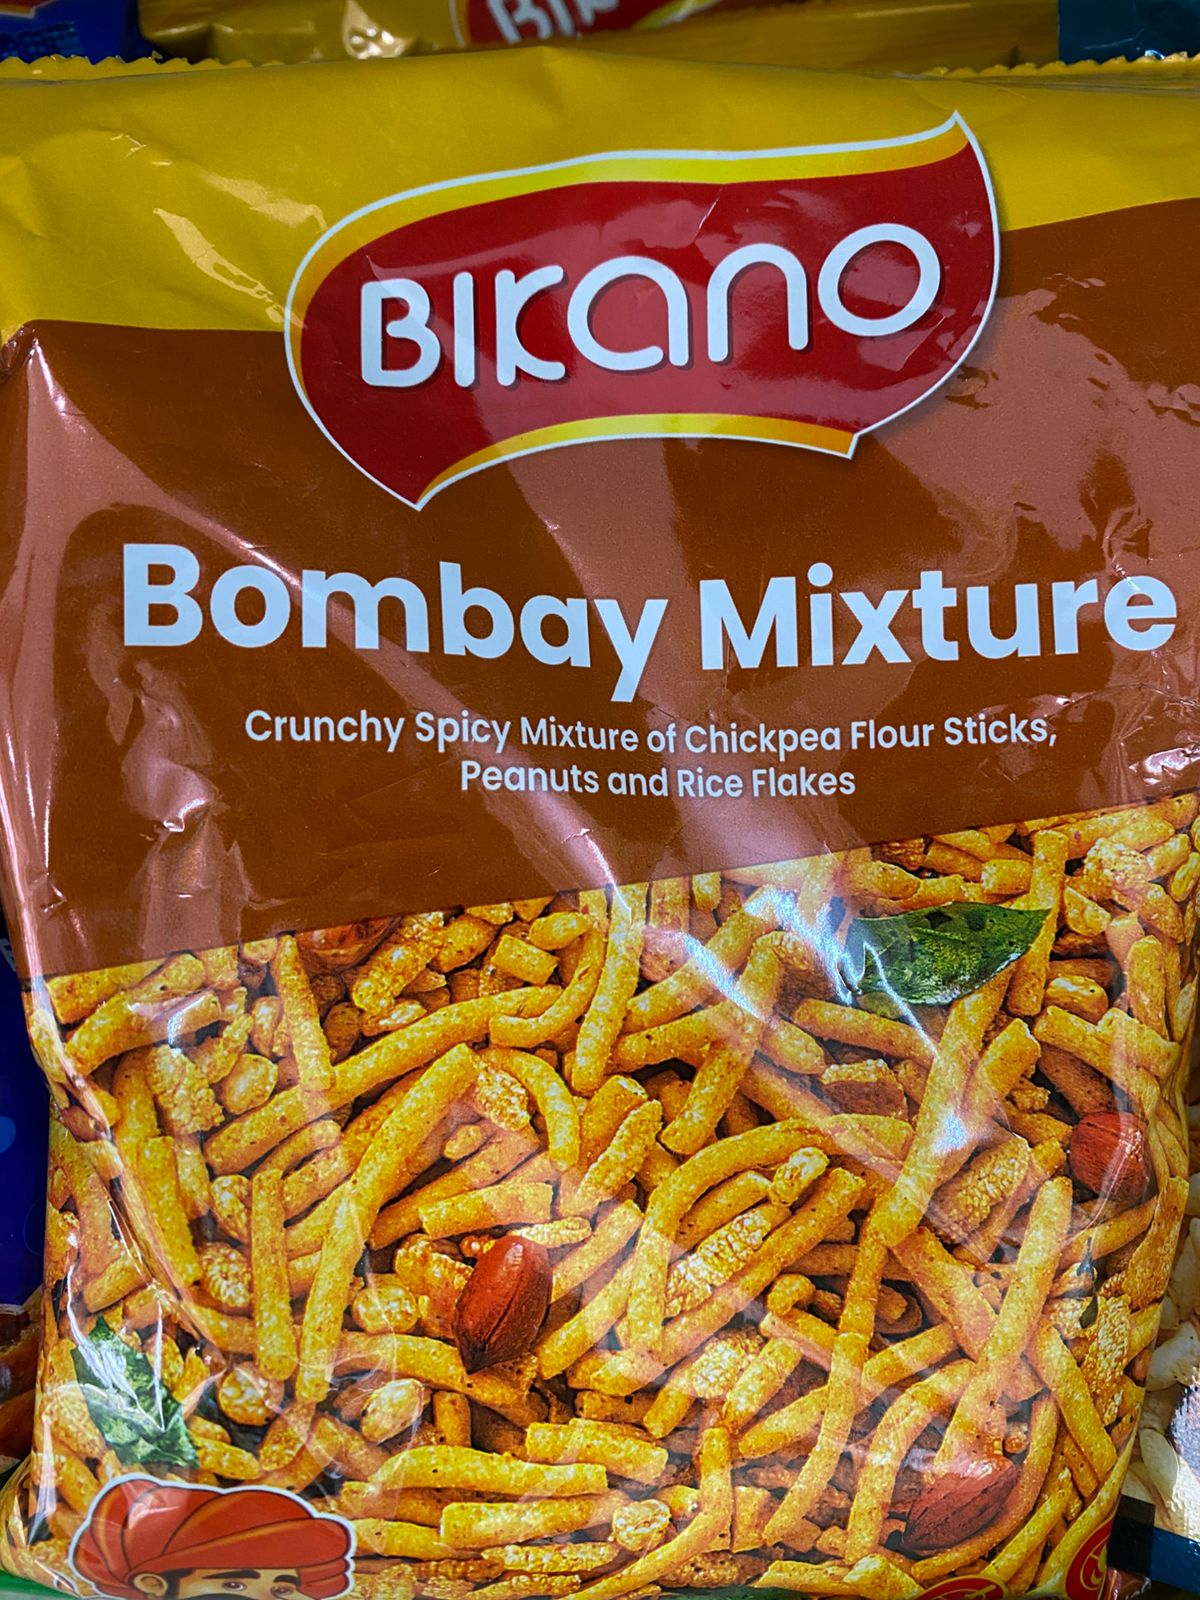 BIKANO
Bombay Mixture
Crunchy Spicy Mixture of Chickpea Flour Sticks,
Peanuts and Rice Flakes